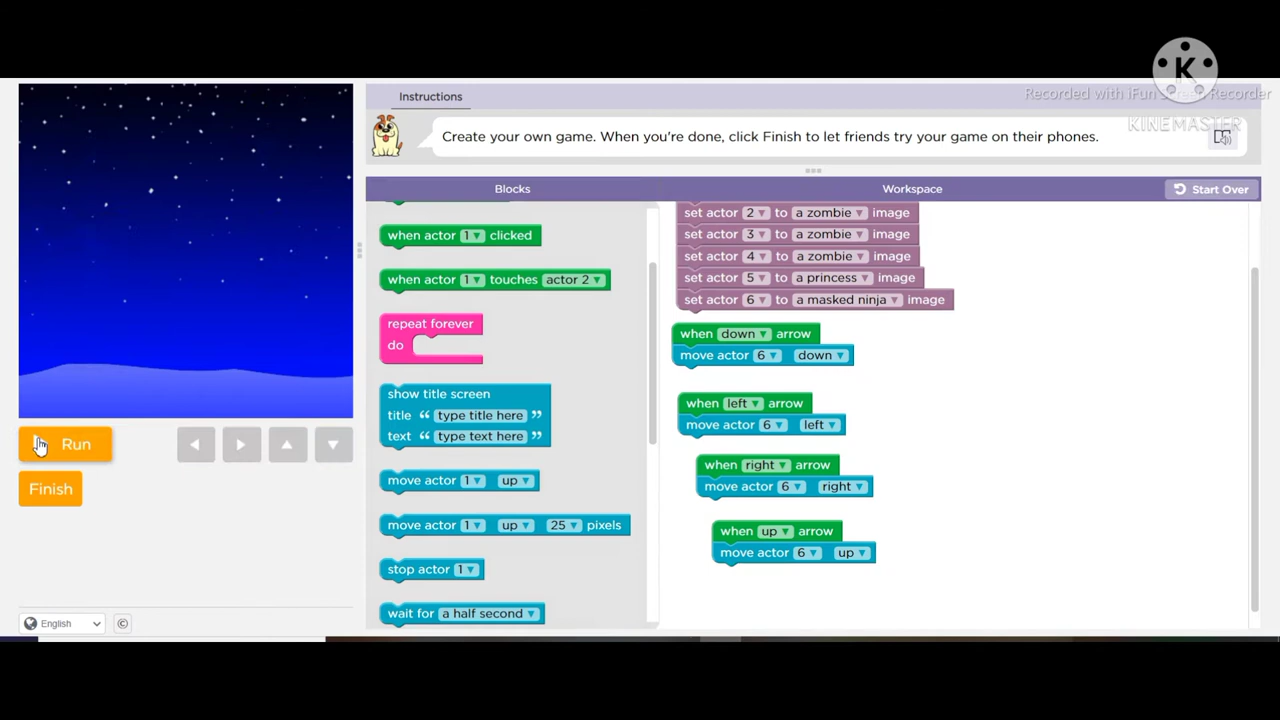 K
Recorded with iFun Screen Recorder
KINEMASTER
Instructions
Create your own game. When you're done, click Finish to let friends try your game on their phones.
Blocks
Workspace
Start Over
when actor 1 clicked
when actor 1 touches actor 2
repeat forever
do
show title screen
title “ type title here ”
text “ type text here ”
move actor 1 up
move actor 1 up 25 pixels
stop actor 1
wait for a half second
set actor 2 to a zombie image
set actor 3 to a zombie image
set actor 4 to a zombie image
set actor 5 to a princess image
set actor 6 to a masked ninja image
when down arrow
move actor 6 down
when left arrow
move actor 6 left
when right arrow
move actor 6 right
when up arrow
move actor 6 up
Run
Finish
English
©